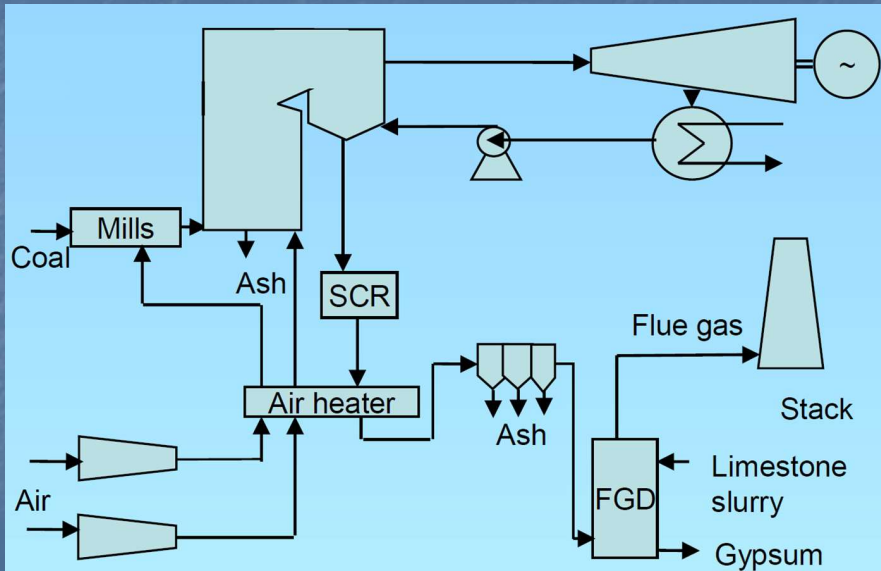 ~
Mills
Coal
Ash
SCR
Flue gas
Air heater
Stack
Ash
Air
FGD
Limestone
slurry
Gypsum